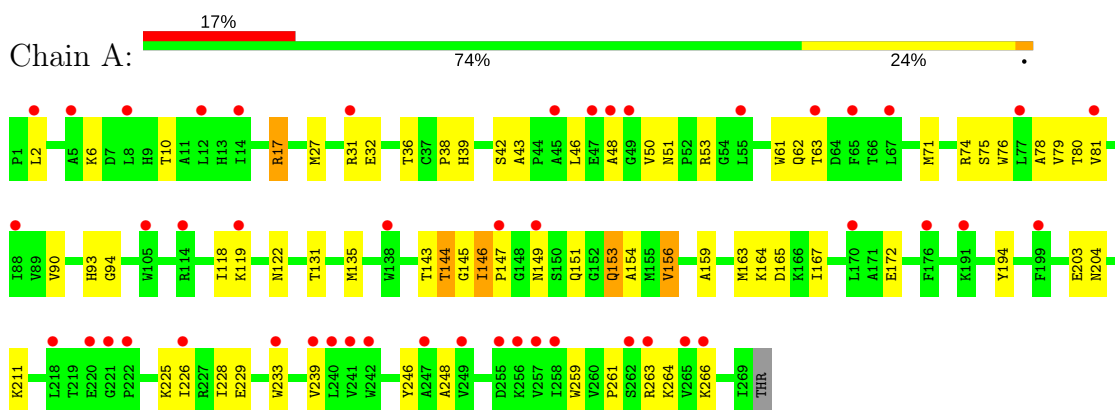 17%
Chain A:
74% 24% •
P1 L2 A5 K6 D7 L8 H9 T10 A11 L12 H13 I14 R17 M27 R31 E32 T36 C37 P38 H39 S42 A43 P44 A45 L46 E47 A48 G49 V50 N51 P52 R53 G54 L55 W61 Q62 T63 D64 F65 T66 L67 M71 R74 S75 W76 L77 A78 V79 T80 V81
I88 V89 V90 H93 G94 W105 R114 I118 K119 N122 T131 M135 W138 T143 T144 G145 I146 P147 G148 N149 S150 Q151 G152 Q153 A154 M155 V156 A159 M163 K164 D165 K166 I167 L170 A171 E172 F176 K191 Y194 F199 E203 N204
K211 L218 T219 E220 G221 P222 K225 I226 R227 I228 E229 W233 V239 L240 V241 W242 Y246 A247 A248 V249 D255 K256 V257 I258 W259 V260 P261 S262 R263 K264 V265 K266 I269 THR